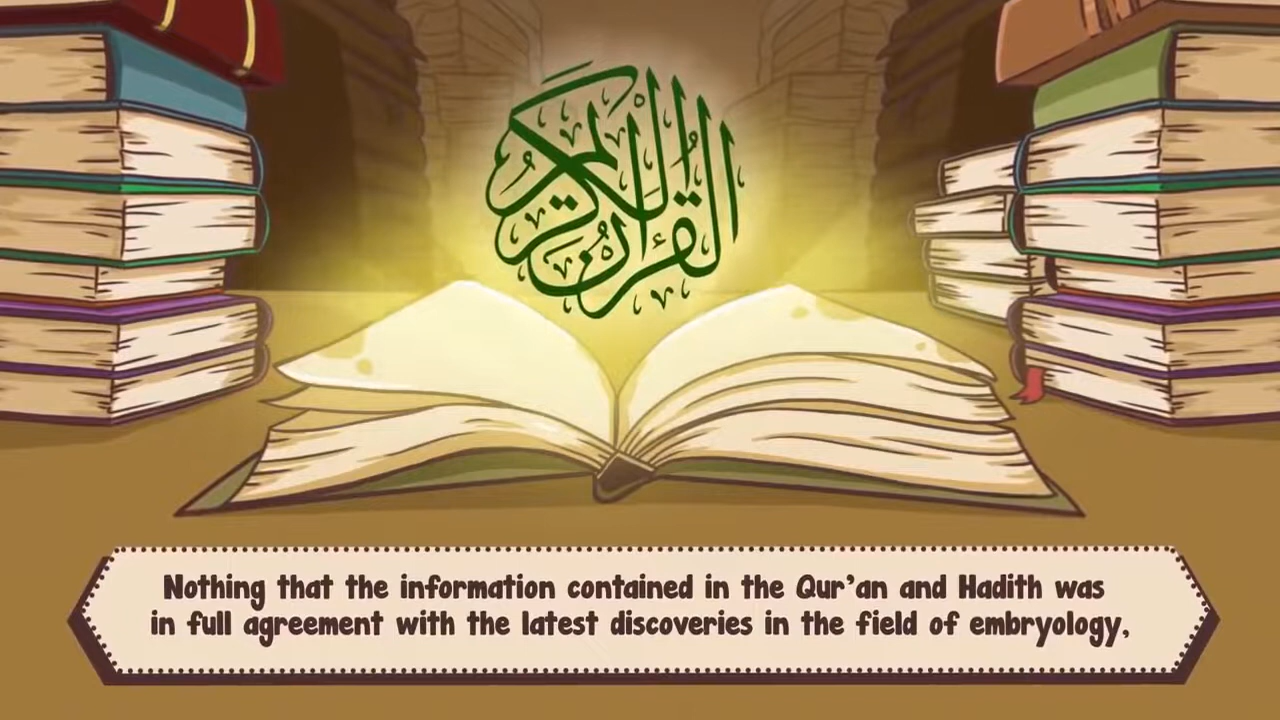 القرآن الكريم
Nothing that the information contained in the Qur'an and Hadith was
in full agreement with the latest discoveries in the field of embryology,